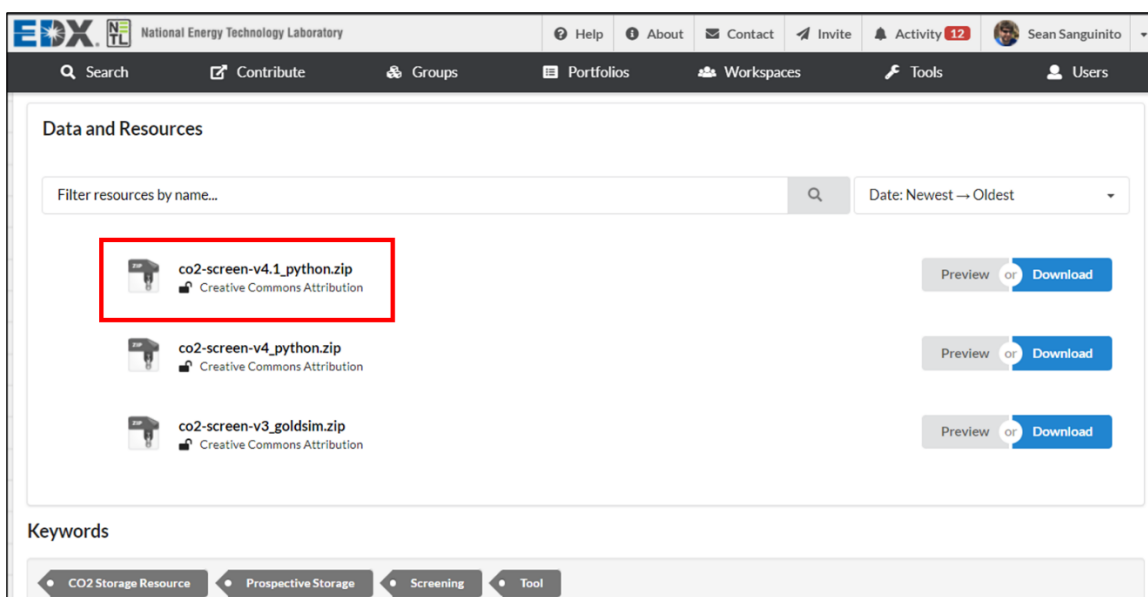 EDX. NETL National Energy Technology Laboratory Help About Contact Invite Activity 12 Sean Sanguinito
Search Contribute Groups Portfolios Workspaces Tools Users
Data and Resources
Filter resources by name... Date: Newest → Oldest
co2-screen-v4.1_python.zip
Creative Commons Attribution
Preview or Download
co2-screen-v4_python.zip
Creative Commons Attribution
Preview or Download
co2-screen-v3_goldsim.zip
Creative Commons Attribution
Preview or Download
Keywords
CO2 Storage Resource Prospective Storage Screening Tool